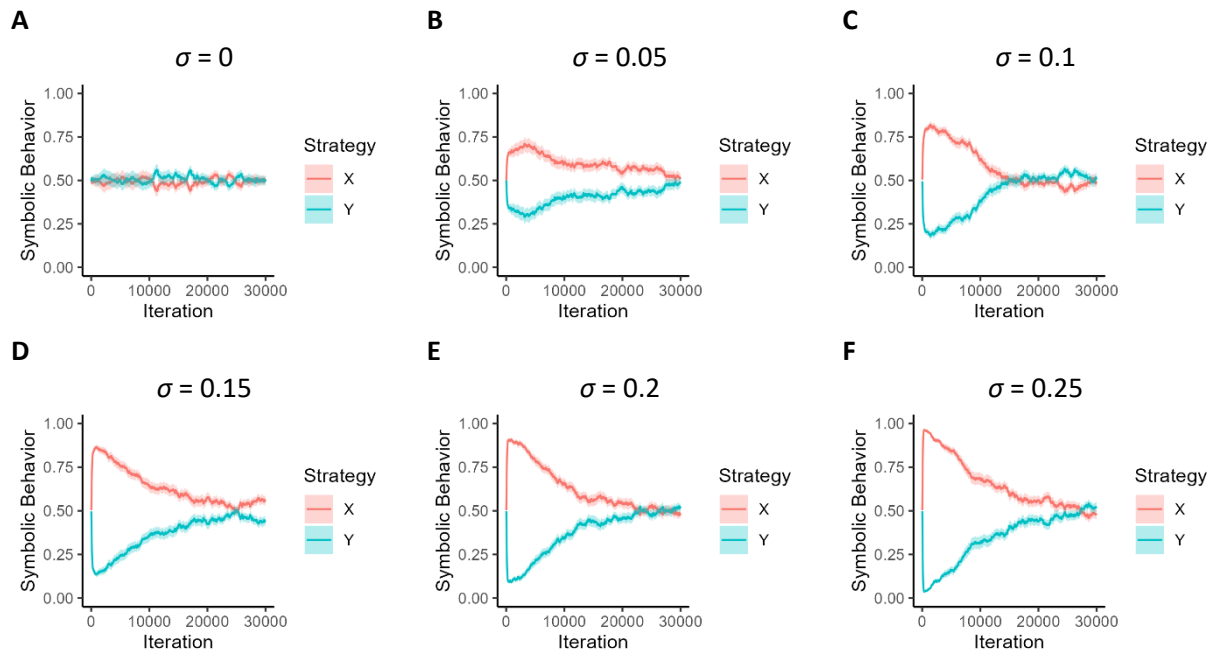 A
σ = 0
Symbolic Behavior
1.00
0.75
0.50
0.25
0.00
0 10000 20000 30000
Iteration
Strategy
X
Y
B
σ = 0.05
Symbolic Behavior
1.00
0.75
0.50
0.25
0.00
0 10000 20000 30000
Iteration
Strategy
X
Y
C
σ = 0.1
Symbolic Behavior
1.00
0.75
0.50
0.25
0.00
0 10000 20000 30000
Iteration
Strategy
X
Y
D
σ = 0.15
Symbolic Behavior
1.00
0.75
0.50
0.25
0.00
0 10000 20000 30000
Iteration
Strategy
X
Y
E
σ = 0.2
Symbolic Behavior
1.00
0.75
0.50
0.25
0.00
0 10000 20000 30000
Iteration
Strategy
X
Y
F
σ = 0.25
Symbolic Behavior
1.00
0.75
0.50
0.25
0.00
0 10000 20000 30000
Iteration
Strategy
X
Y